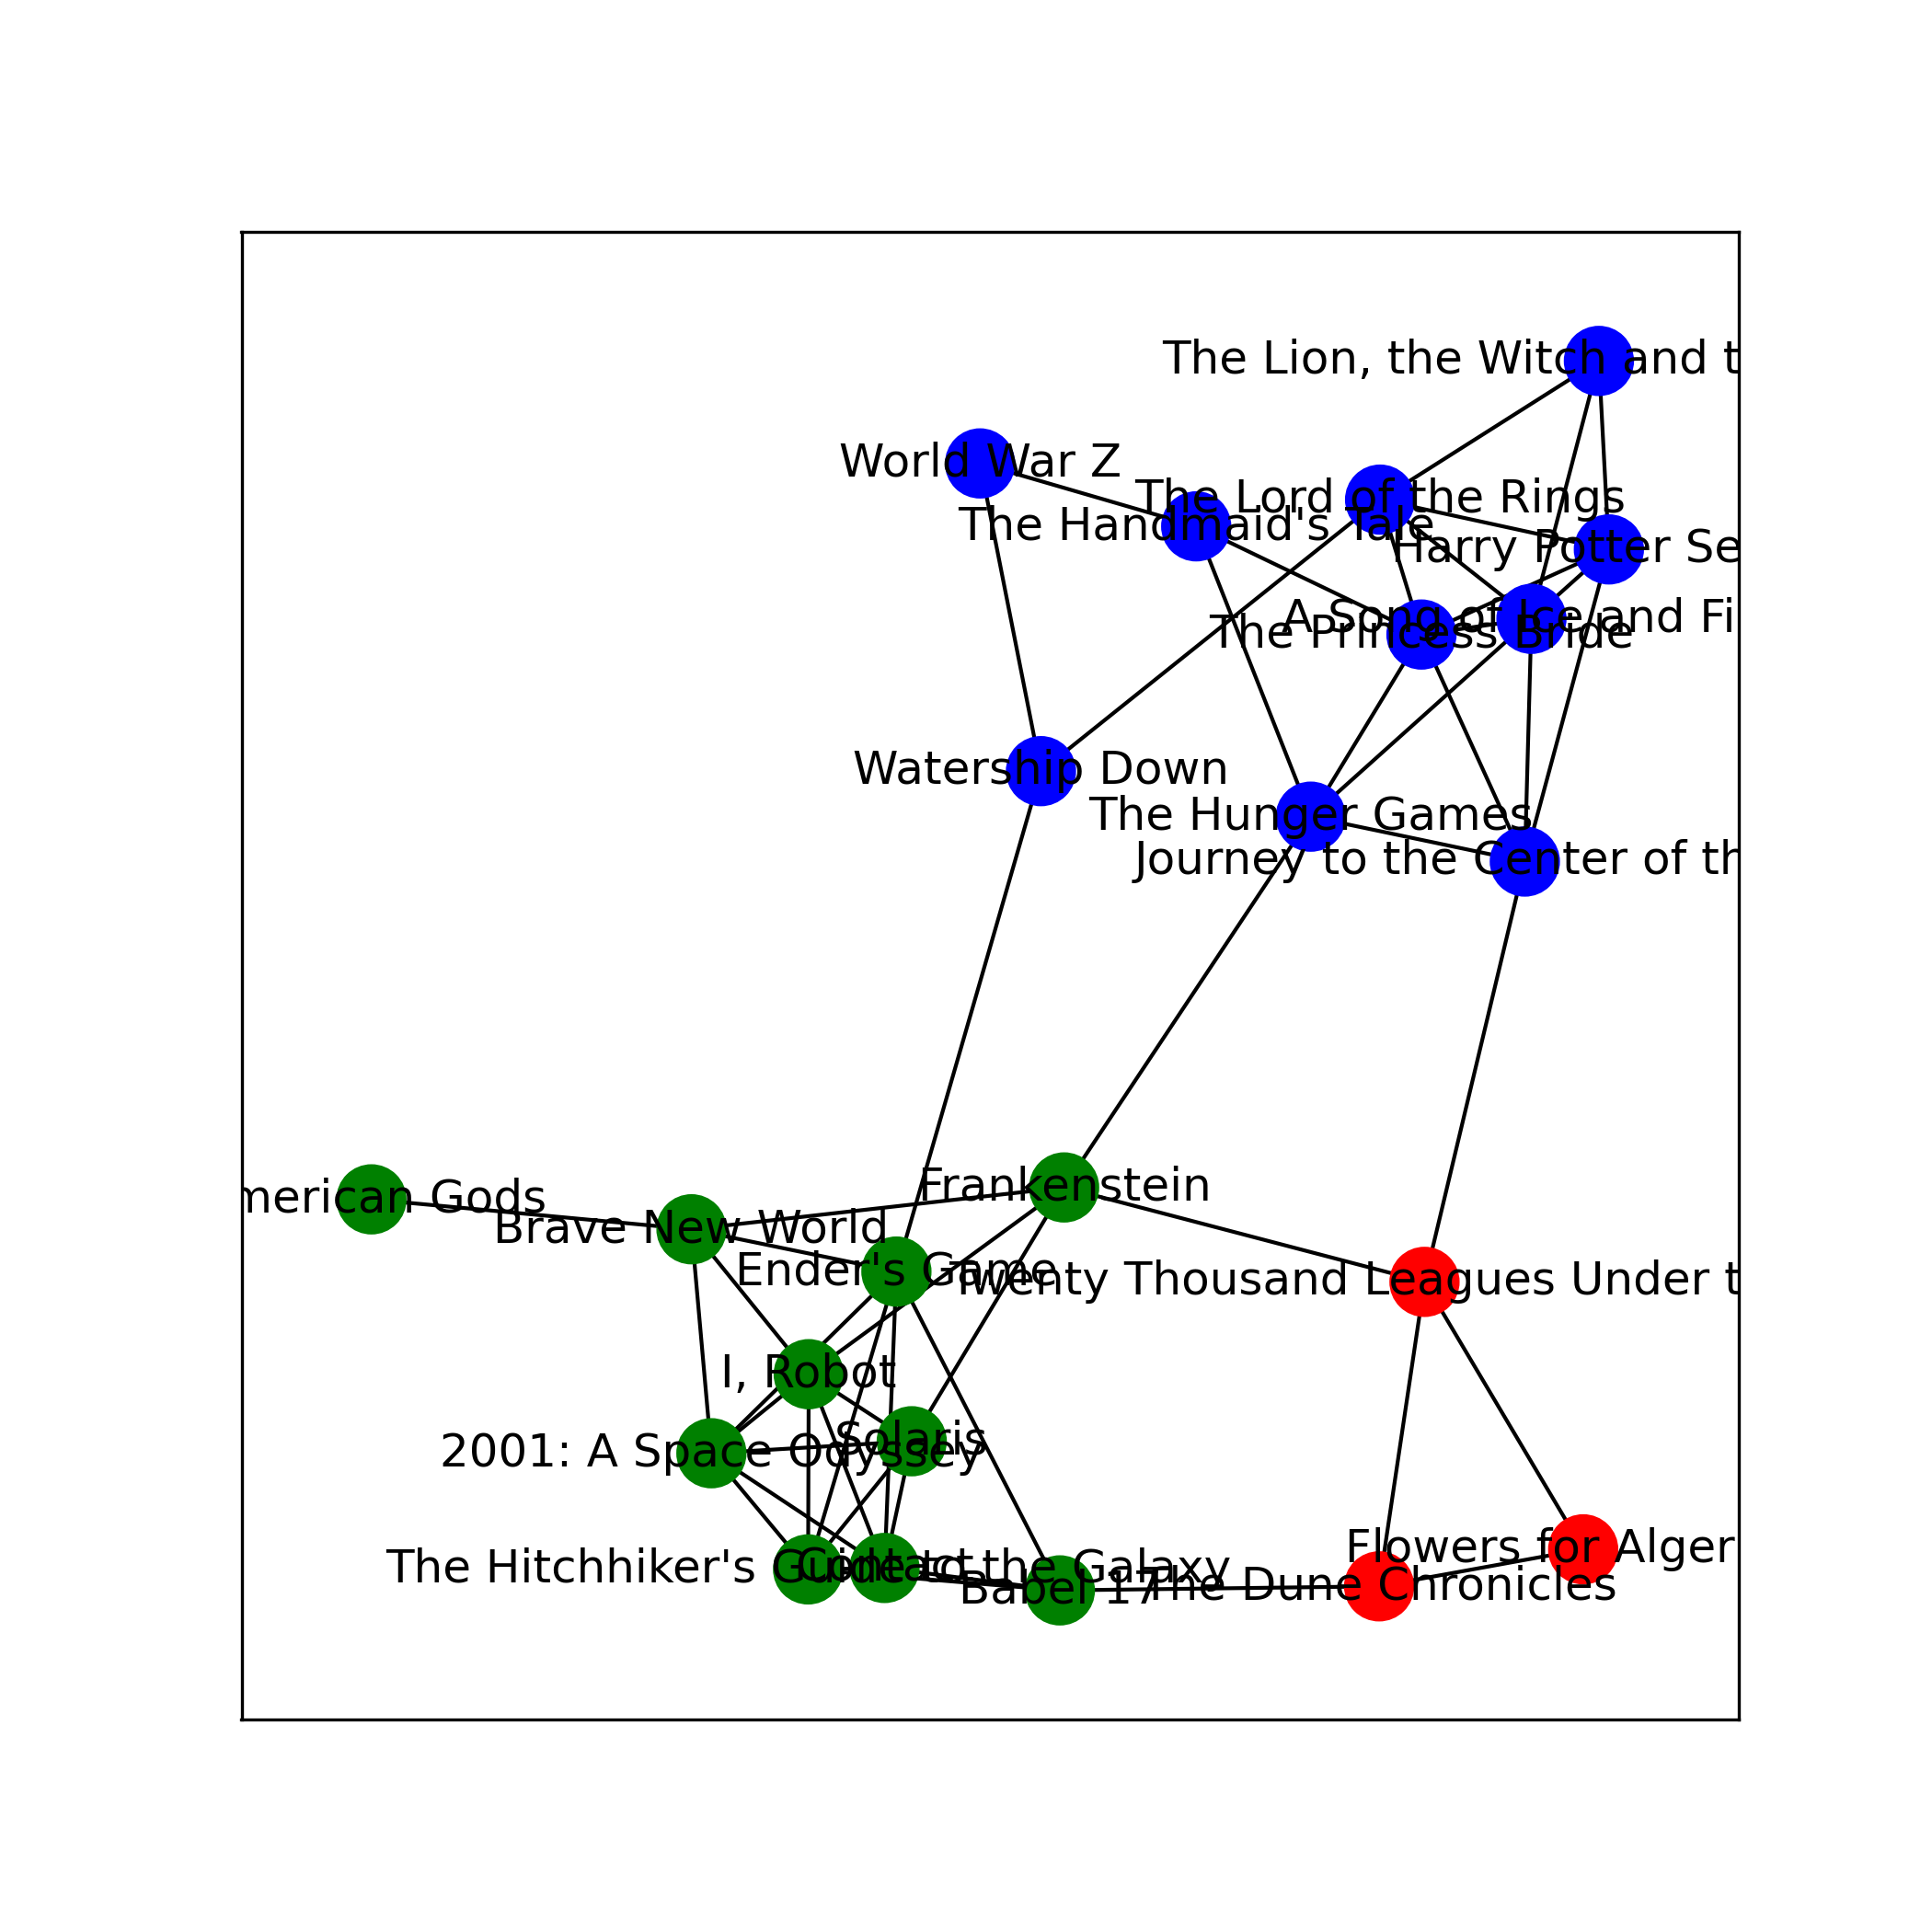 The Lion, the Witch and t
World War Z
The Lord of the Rings
The Handmaid's Tale
Harry Potter Se
A Song of Ice and Fi
The Princess Bride
Watership Down
The Hunger Games
Journey to the Center of th
Frankenstein
merican Gods
Brave New World
Ender's Game
Twenty Thousand Leagues Under t
I, Robot
Solaris
2001: A Space Odyssey
Flowers for Alger
The Hitchhiker's Guide to the Galaxy
Contact
Babel 17
The Dune Chronicles